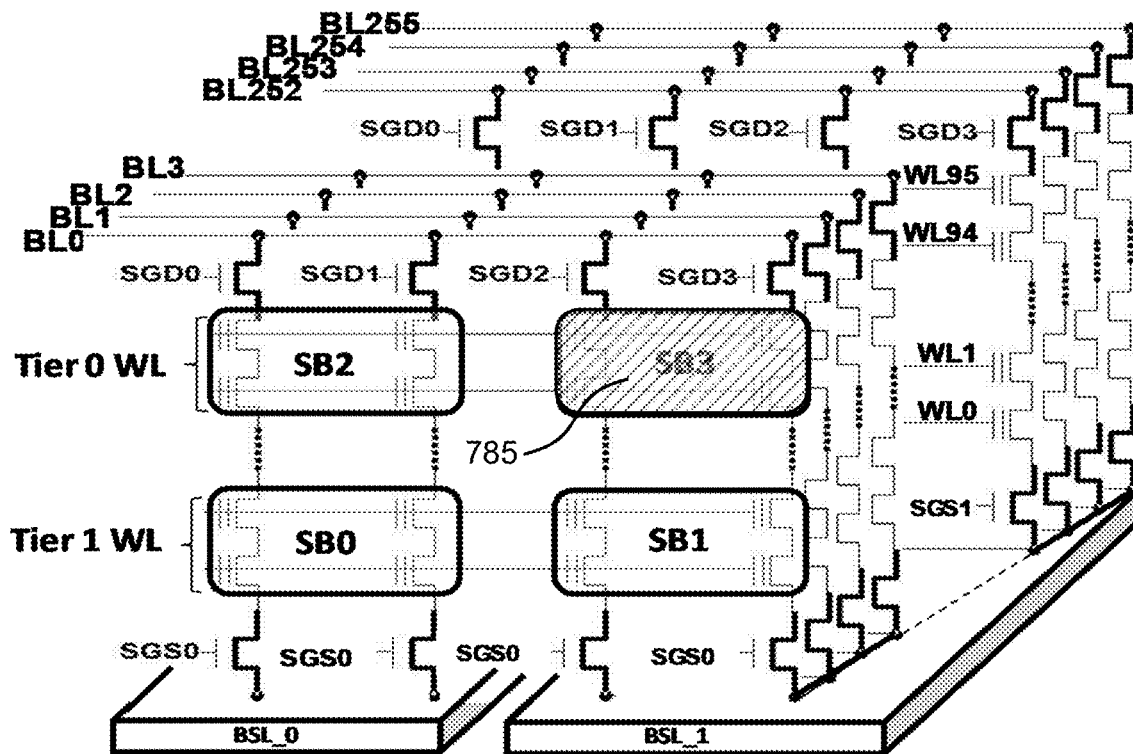 BL255
BL254
BL253
BL252
SGD0 SGD1 SGD2 SGD3
BL3 WL95
BL2
BL1 WL94
BL0
SGD0 SGD1 SGD2 SGD3
Tier 0 WL SB2 SB3 WL1
WL0
785
SGS1
Tier 1 WL SB0 SB1
SGS0 SGS0 SGS0 SGS0
BSL_0 BSL_1